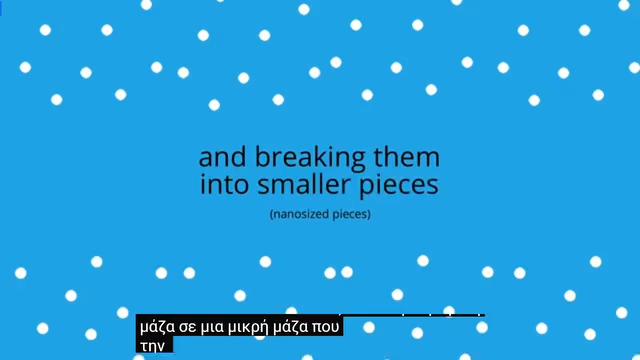 and breaking them
into smaller pieces
(nanosized pieces)
μάζα σε μια μικρή μάζα που
την